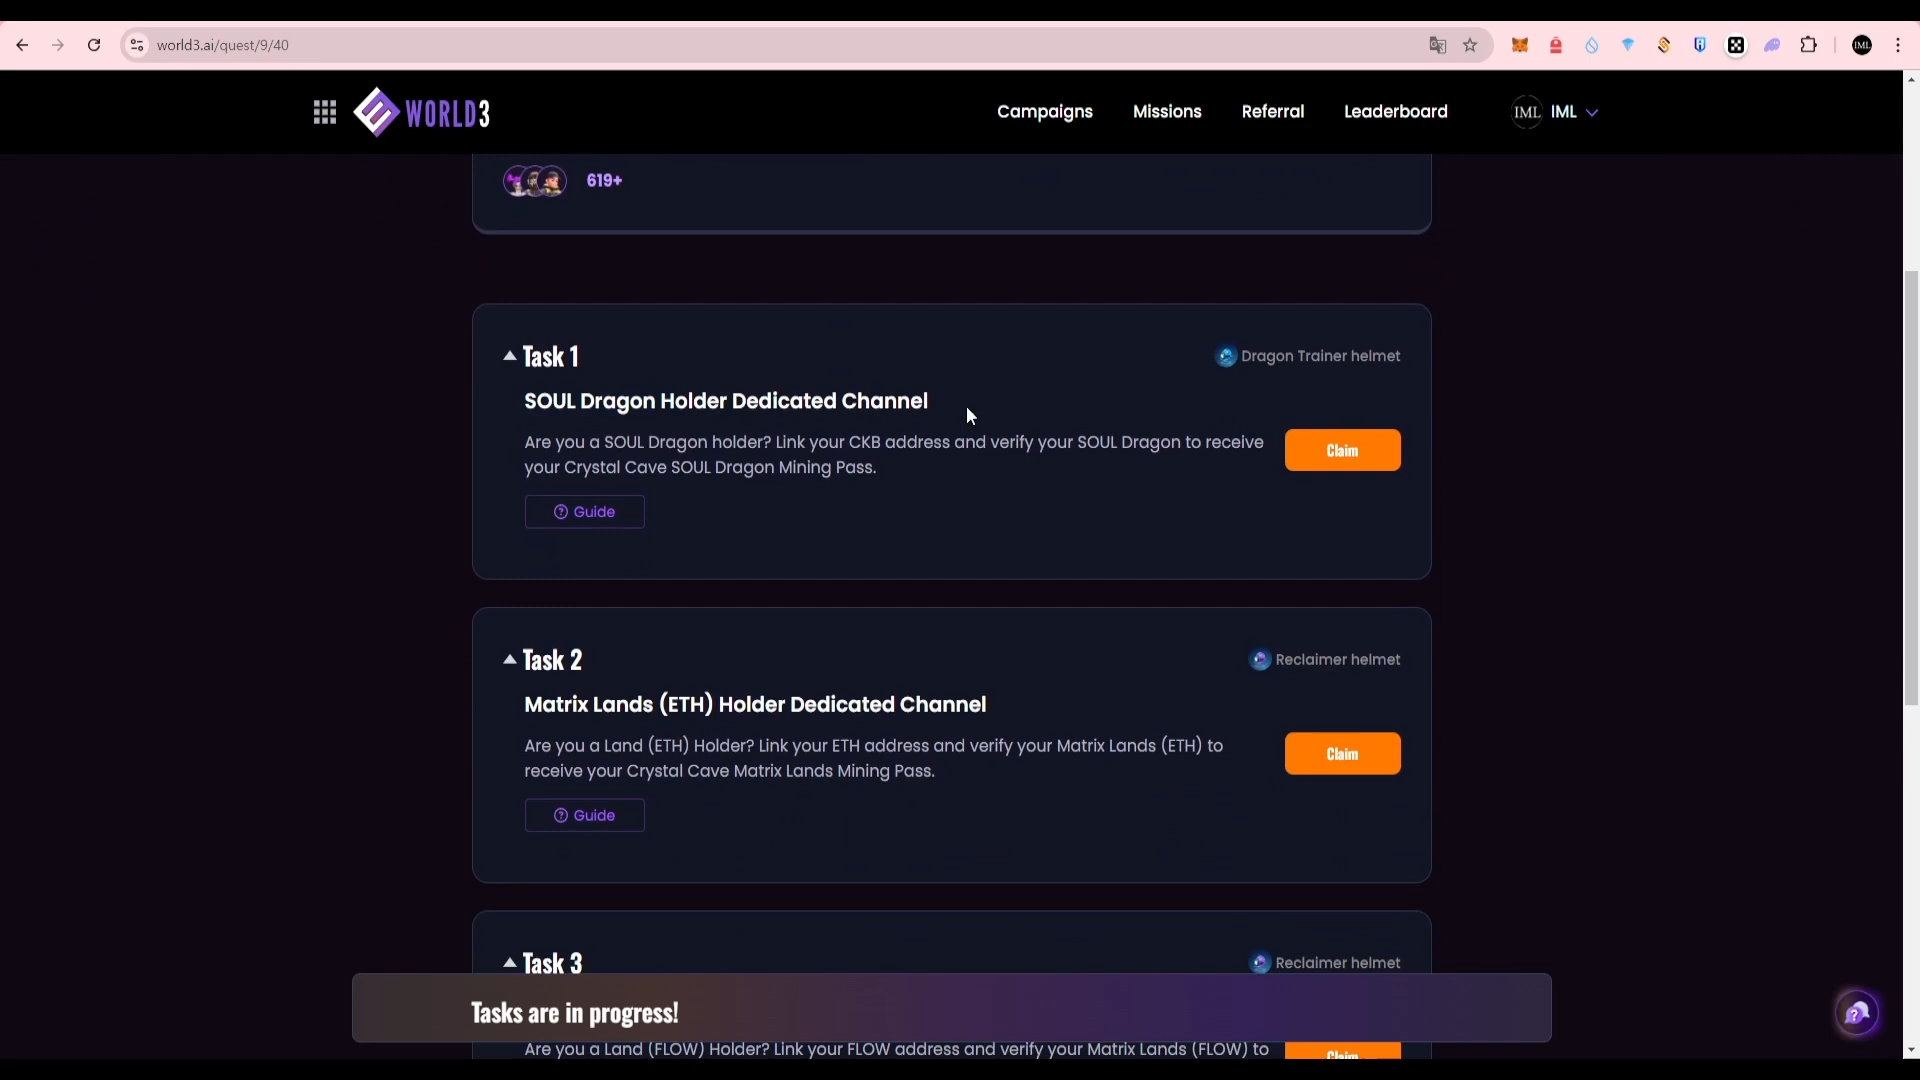 world3.ai/quest/9/40
IML
WORLD3
Campaigns
Missions
Referral
Leaderboard
IML
IML
619+
Task 1
Dragon Trainer helmet
SOUL Dragon Holder Dedicated Channel
Are you a SOUL Dragon holder? Link your CKB address and verify your SOUL Dragon to receive
your Crystal Cave SOUL Dragon Mining Pass.
Claim
Guide
Task 2
Reclaimer helmet
Matrix Lands (ETH) Holder Dedicated Channel
Are you a Land (ETH) Holder? Link your ETH address and verify your Matrix Lands (ETH) to
receive your Crystal Cave Matrix Lands Mining Pass.
Claim
Guide
Task 3
Reclaimer helmet
Tasks are in progress!
Are you a Land (FLOW) Holder? Link your FLOW address and verify your Matrix Lands (FLOW) to
Claim